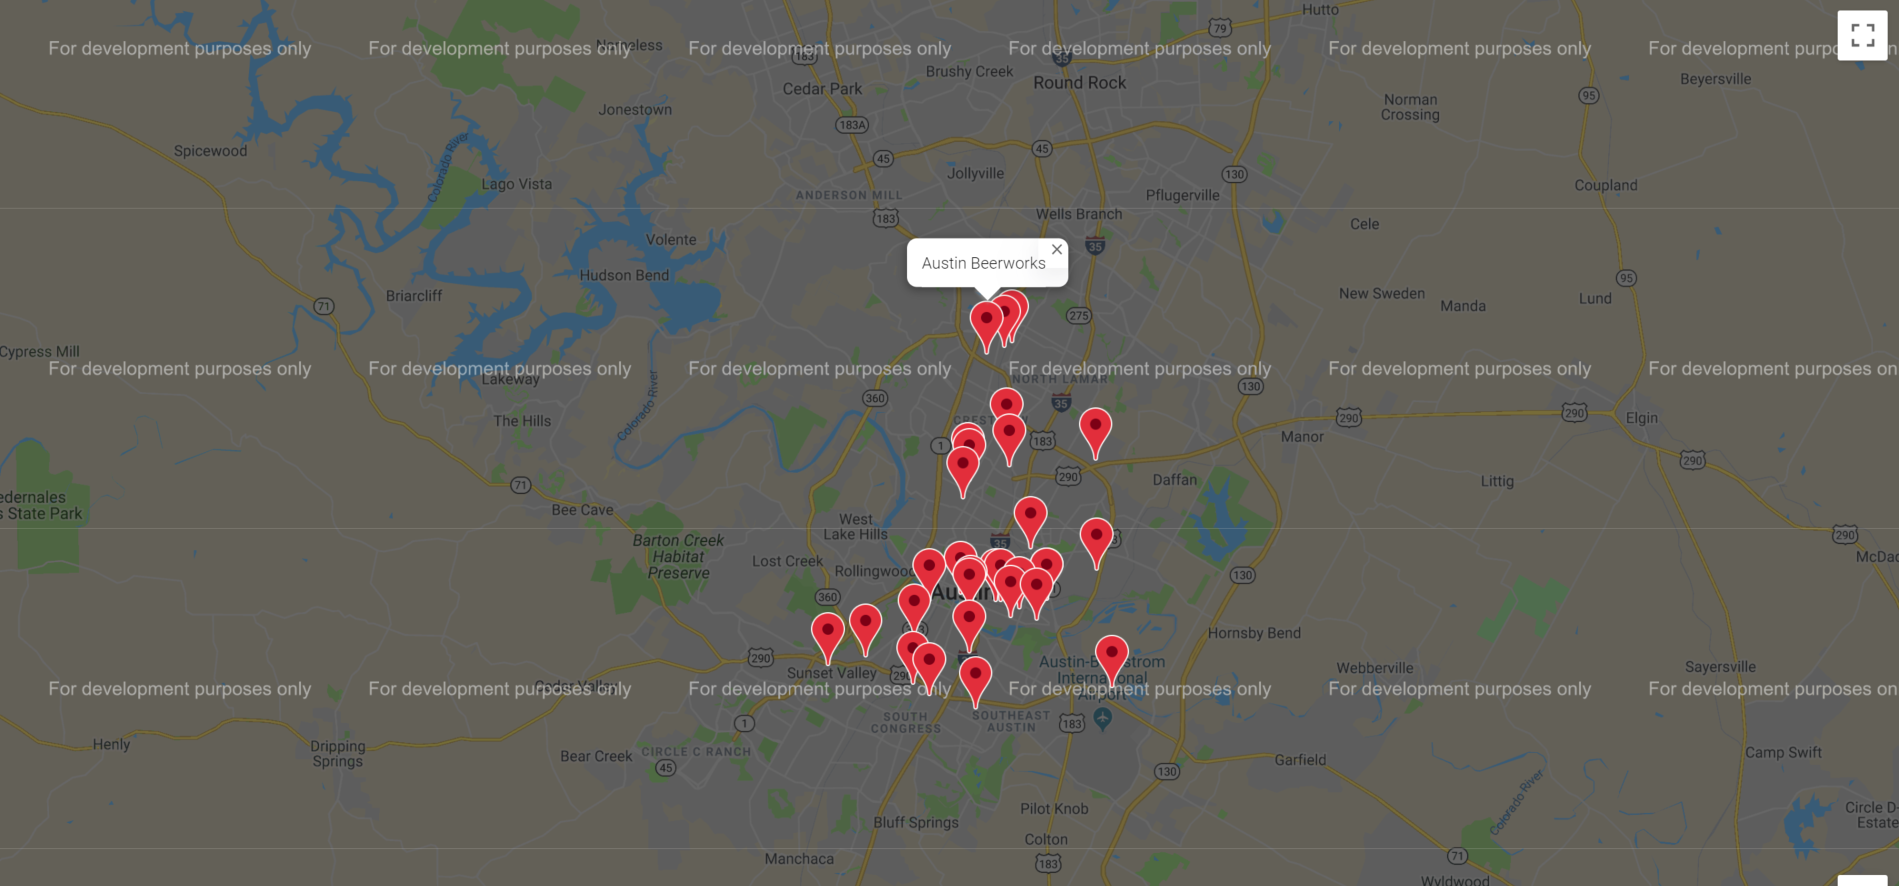 Hutto
79
For development purposes only
For development purposes only
For development purposes only
For development purposes only
For development purposes only
Nameless
183
35
Brushy Creek
Round Rock
Beyersville
Cedar Park
95
Norman
Crossing
Jonestown
183A
Spicewood
Colorado River
45
45
Jollyville
130
Lago Vista
ANDERSON MILL
Pflugerville
Coupland
183
Wells Branch
Cele
Volente
35
Austin Beerworks
Hudson Bend
95
Briarcliff
New Sweden
Manda
Lund
71
275
Cypress Mill
For development purposes only
For development purposes only
For development purposes only
For development purposes only
For development purposes only
For development purposes on
Lakeway
NORTH LAMAR
130
360
35
Colorado River
The Hills
290
290
Elgin
1
183
Manor
290
290
Daffan
Littig
71
Bee Cave
edernales
s State Park
West
Lake Hills
35
290
Barton Creek
Habitat
Preserve
Lost Creek
Rollingwood
130
McDa
360
Hornsby Bend
290
Sunset Valley
International
Airport
Webberville
Sayersville
For development purposes only
For development purposes only
For development purposes only
For development purposes only
For development purposes only
For development purposes on
Cedar Valley
1
SOUTH
CONGRESS
SOUTHEAST
AUSTIN
183
Henly
Dripping
Springs
Bear Creek
CIRCLE C RANCH
45
130
Garfield
Camp Swift
Colorado River
Pilot Knob
Circle D-
Estate
Bluff Springs
Colton
Manchaca
183
71
Wyldwood